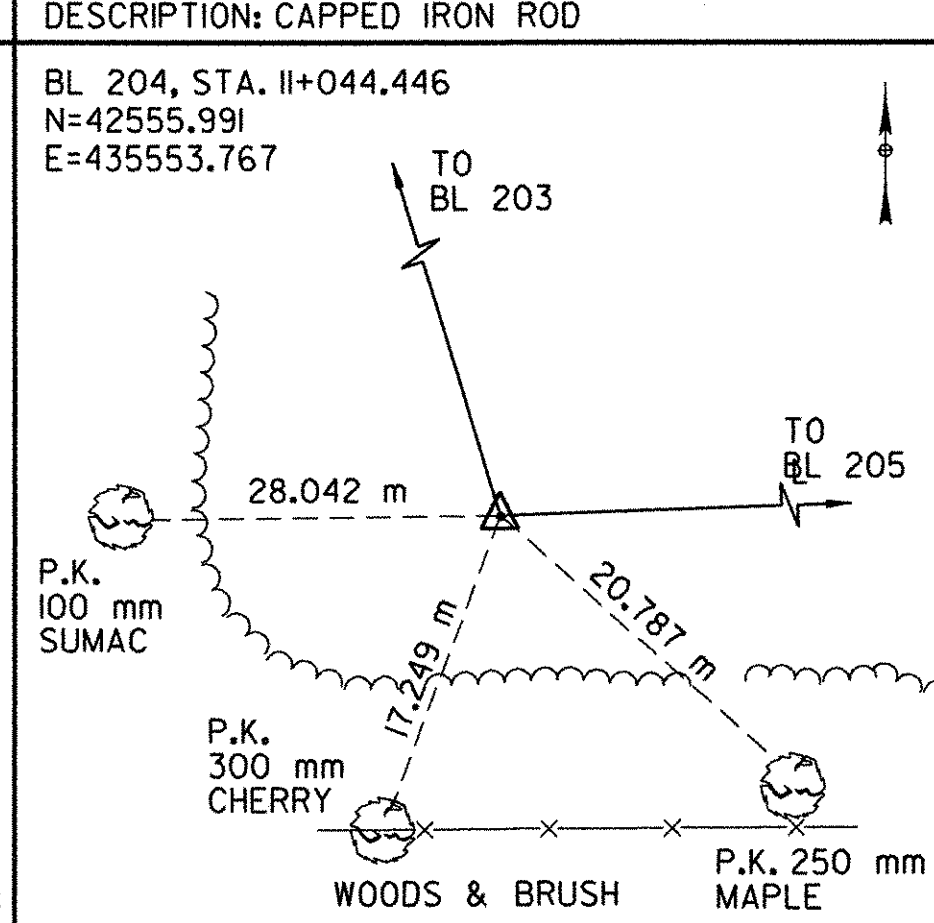 DESCRIPTION: CAPPED IRON ROD
BL 204, STA. 11+044.446
N=42555.991
E=435553.767
TO
BL 203
TO
BL 205
28.042 m
P.K.
100 mm
SUMAC
20.787 m
17.249 m
P.K.
300 mm
CHERRY
P.K. 250 mm
MAPLE
WOODS & BRUSH